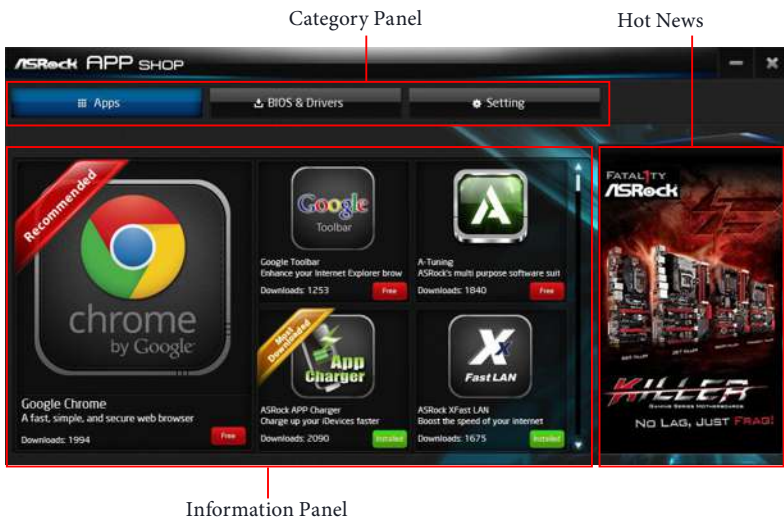 Category Panel
Hot News
ASRock APP SHOP
Apps
BIOS & Drivers
Setting
Recommended
chrome
by Google
Google Chrome
A fast, simple, and secure web browser
Downloads: 1994
Free
Google
Toolbar
Google Toolbar
Enhance your Internet Explorer brow
Downloads: 1253
Free
A
A-Tuning
ASRock's multi purpose software suit
Downloads: 1840
Free
Most
Downloaded
App
Charger
ASRock APP Charger
Charge up your iDevices faster
Downloads: 2090
Installed
X
Fast LAN
ASRock XFast LAN
Boost the speed of your internet
Downloads: 1675
Installed
FATAL1TY
ASRock
KILLER
GAMING SERIES MOTHERBOARDS
NO LAG, JUST FRAG!
Information Panel